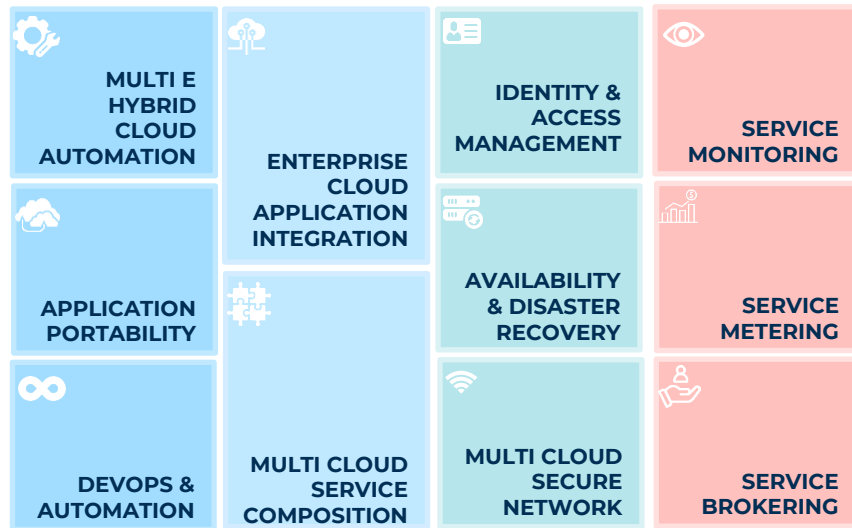 MULTI E
HYBRID
CLOUD
AUTOMATION
APPLICATION
PORTABILITY
DEVOPS &
AUTOMATION
ENTERPRISE
CLOUD
APPLICATION
INTEGRATION
MULTI CLOUD
SERVICE
COMPOSITION
IDENTITY &
ACCESS
MANAGEMENT
AVAILABILITY
& DISASTER
RECOVERY
MULTI CLOUD
SECURE
NETWORK
SERVICE
MONITORING
$
SERVICE
METERING
SERVICE
BROKERING